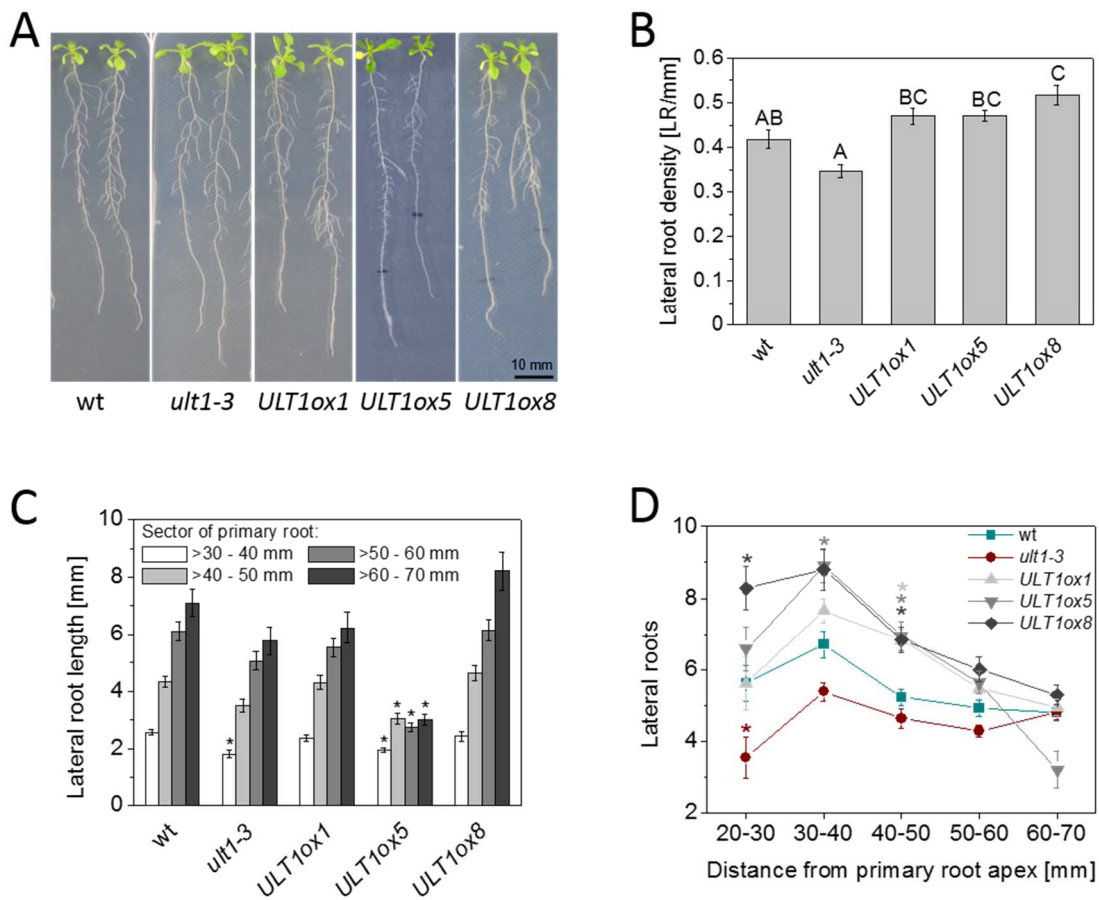 A
10 mm
wt ult1-3 ULT1ox1 ULT1ox5 ULT1ox8
B
Lateral root density [LR/mm]
0.6
0.5
0.4
0.3
0.2
0.1
0
AB
A
BC
BC
C
wt
ult1-3
ULT1ox1
ULT1ox5
ULT1ox8
C
Lateral root length [mm]
10
8
6
4
2
0
Sector of primary root:
>30 - 40 mm >50 - 60 mm
>40 - 50 mm >60 - 70 mm
*
* * * *
*
wt
ult1-3
ULT1ox1
ULT1ox5
ULT1ox8
D
Lateral roots
10
8
6
4
2
wt
ult1-3
ULT1ox1
ULT1ox5
ULT1ox8
*
*
*
*
*
*
20-30 30-40 40-50 50-60 60-70
Distance from primary root apex [mm]